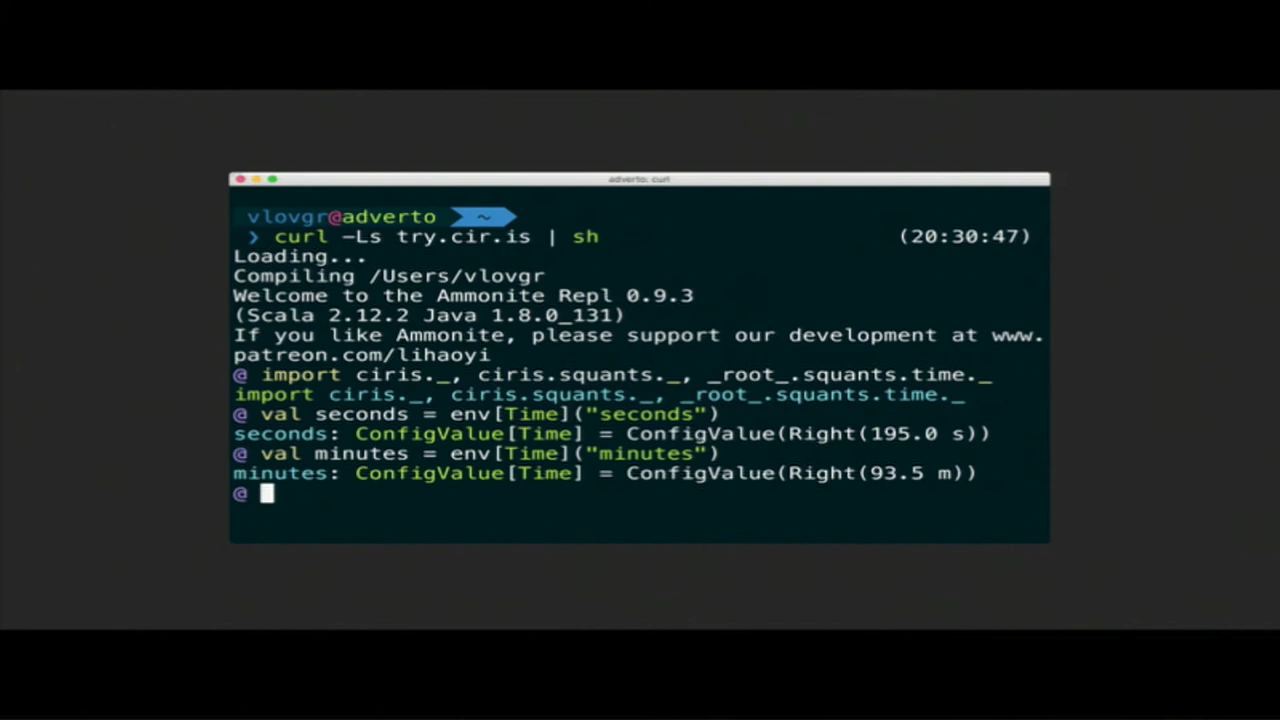 adverto: curl
vlovgr@adverto ~
❯ curl -Ls try.cir.is | sh (20:30:47)
Loading...
Compiling /Users/vlovgr
Welcome to the Ammonite Repl 0.9.3
(Scala 2.12.2 Java 1.8.0_131)
If you like Ammonite, please support our development at www.
patreon.com/lihaoyi
@ import ciris._, ciris.squants._, _root_.squants.time._
import ciris._, ciris.squants._, _root_.squants.time._
@ val seconds = env[Time]("seconds")
seconds: ConfigValue[Time] = ConfigValue(Right(195.0 s))
@ val minutes = env[Time]("minutes")
minutes: ConfigValue[Time] = ConfigValue(Right(93.5 m))
@